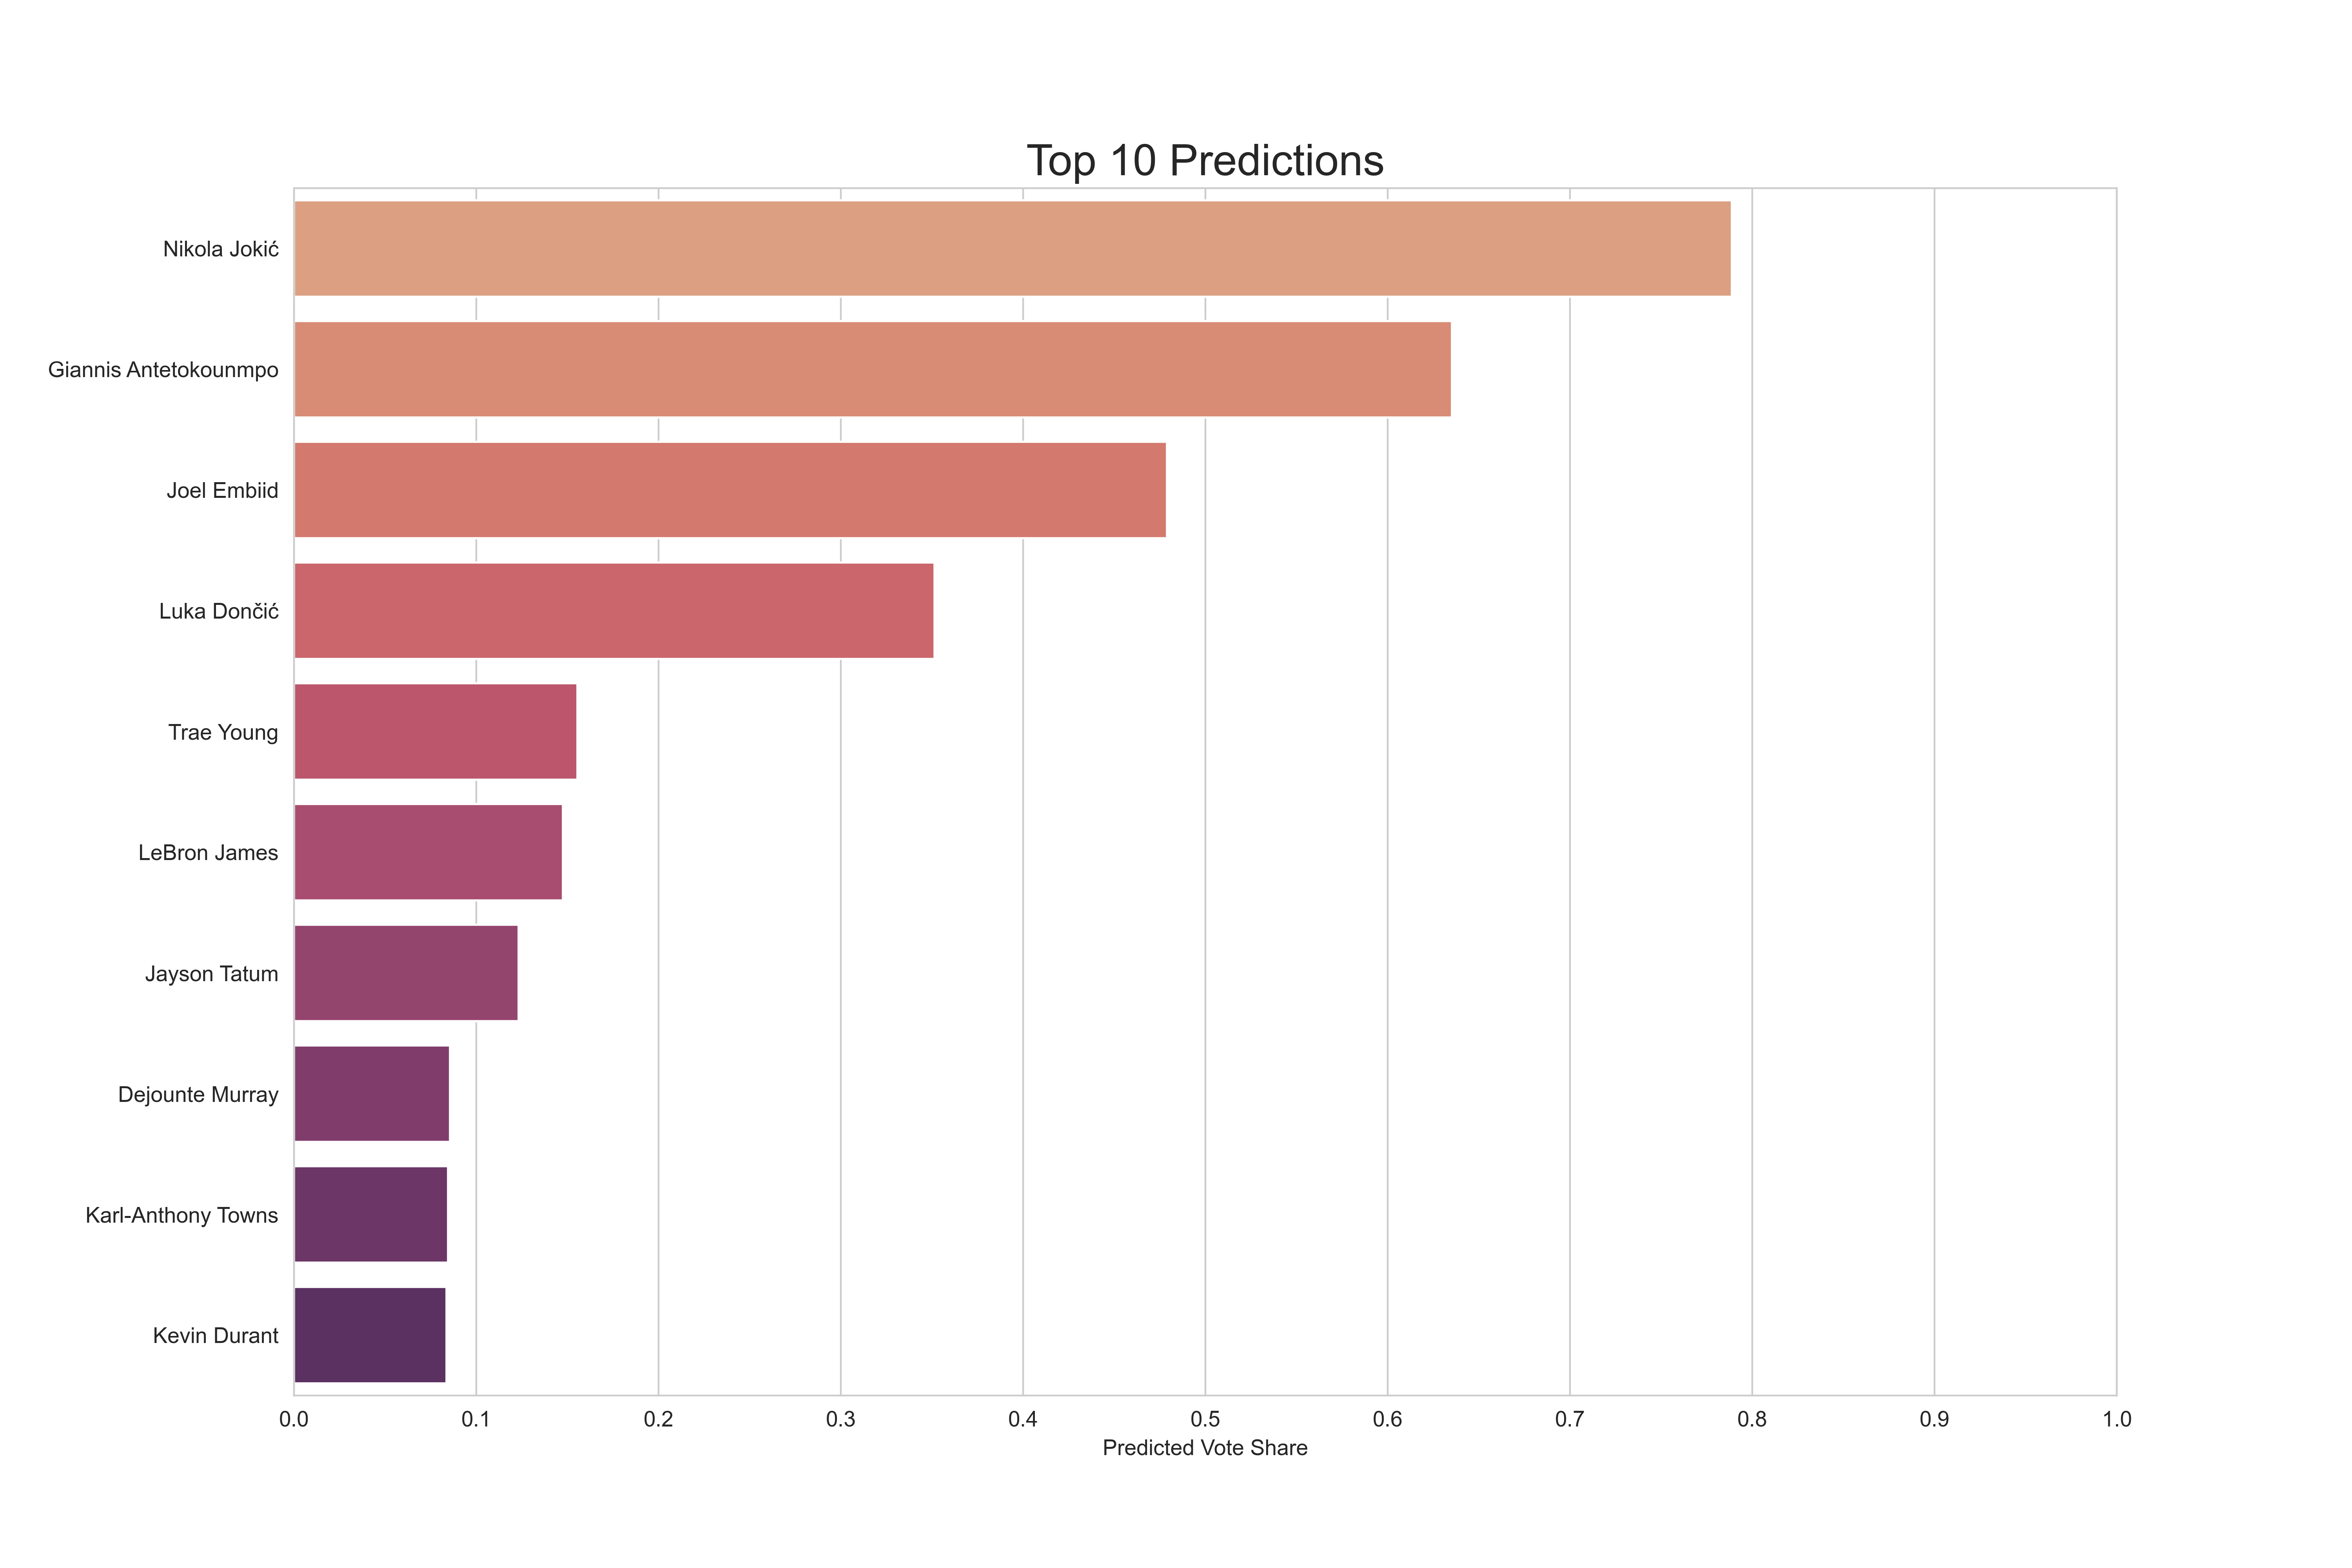 Top 10 Predictions
Nikola Jokić
Giannis Antetokounmpo
Joel Embiid
Luka Dončić
Trae Young
LeBron James
Jayson Tatum
Dejounte Murray
Karl-Anthony Towns
Kevin Durant
0.0 0.1 0.2 0.3 0.4 0.5 0.6 0.7 0.8 0.9 1.0
Predicted Vote Share